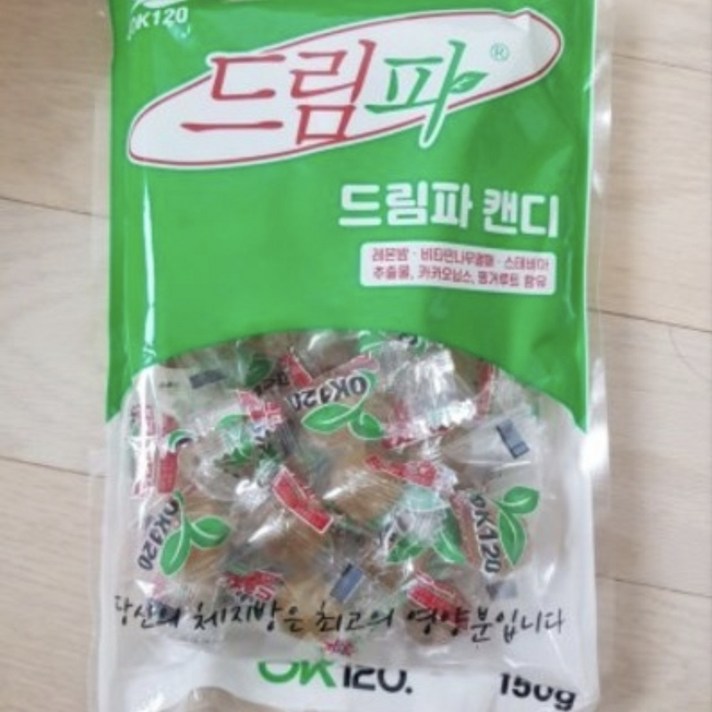 OK120
드림파®
드림파 캔디
레몬밤 · 비타민나무열매 · 스테비아
추출물, 카카오닙스, 핑거루트 함유
OK120
OK120
OK120
당신의 체지방은 최고의 영양분입니다
OK120.
150g